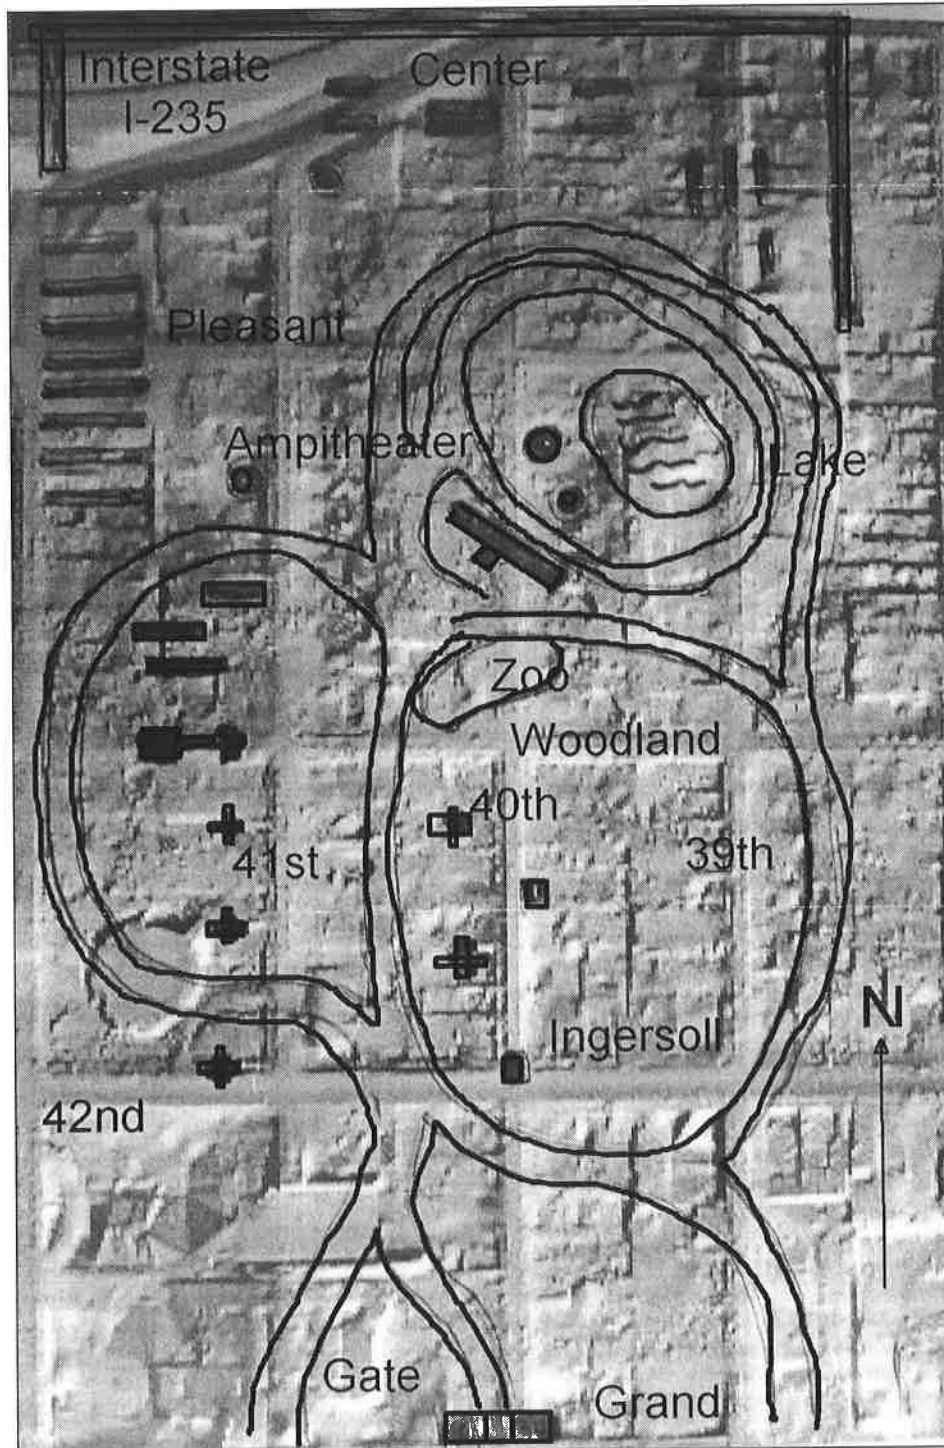 Interstate
I-235
Center
Pleasant
Ampitheater
Lake
Zoo
Woodland
40th
41st
39th
N
Ingersoll
42nd
Gate
Grand